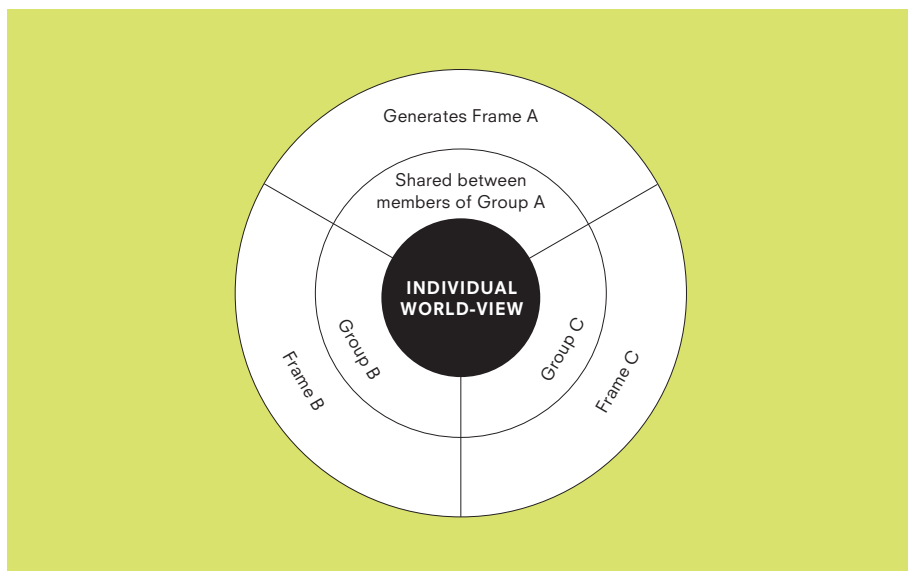 Generates Frame A
Shared between
members of Group A
INDIVIDUAL
WORLD-VIEW
Group B
Group C
Frame B
Frame C